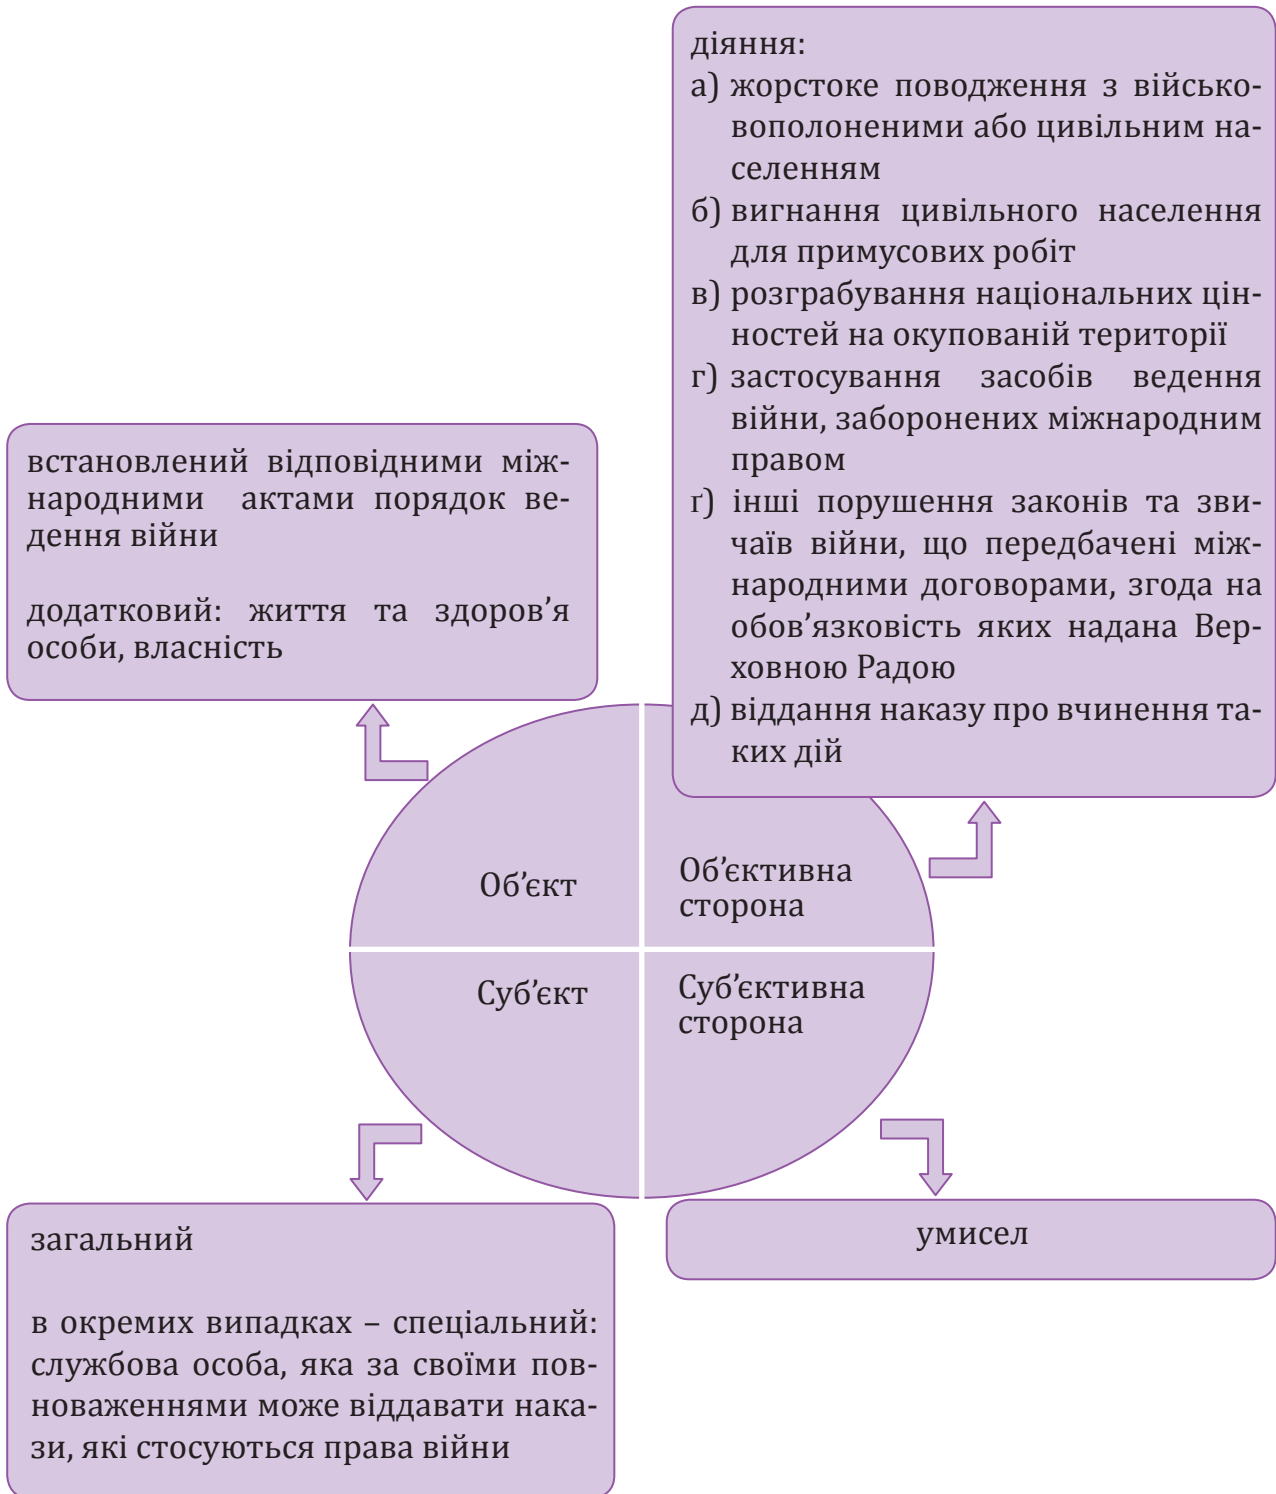 діяння:
а) жорстоке поводження з військо-
вополоненими або цивільним на-
селенням
б) вигнання цивільного населення
для примусових робіт
в) розграбування національних цін-
ностей на окупованій території
г) застосування засобів ведення
війни, заборонених міжнародним
правом
ґ) інші порушення законів та зви-
чаїв війни, що передбачені між-
народними договорами, згода на
обов’язковість яких надана Вер-
ховною Радою
д) віддання наказу про вчинення та-
ких дій
встановлений відповідними між-
народними актами порядок ве-
дення війни
додатковий: життя та здоров’я
особи, власність
Об’єкт
Об’єктивна
сторона
Суб’єкт
Суб’єктивна
сторона
загальний
в окремих випадках – спеціальний:
службова особа, яка за своїми пов-
новаженнями може віддавати нака-
зи, які стосуються права війни
умисел